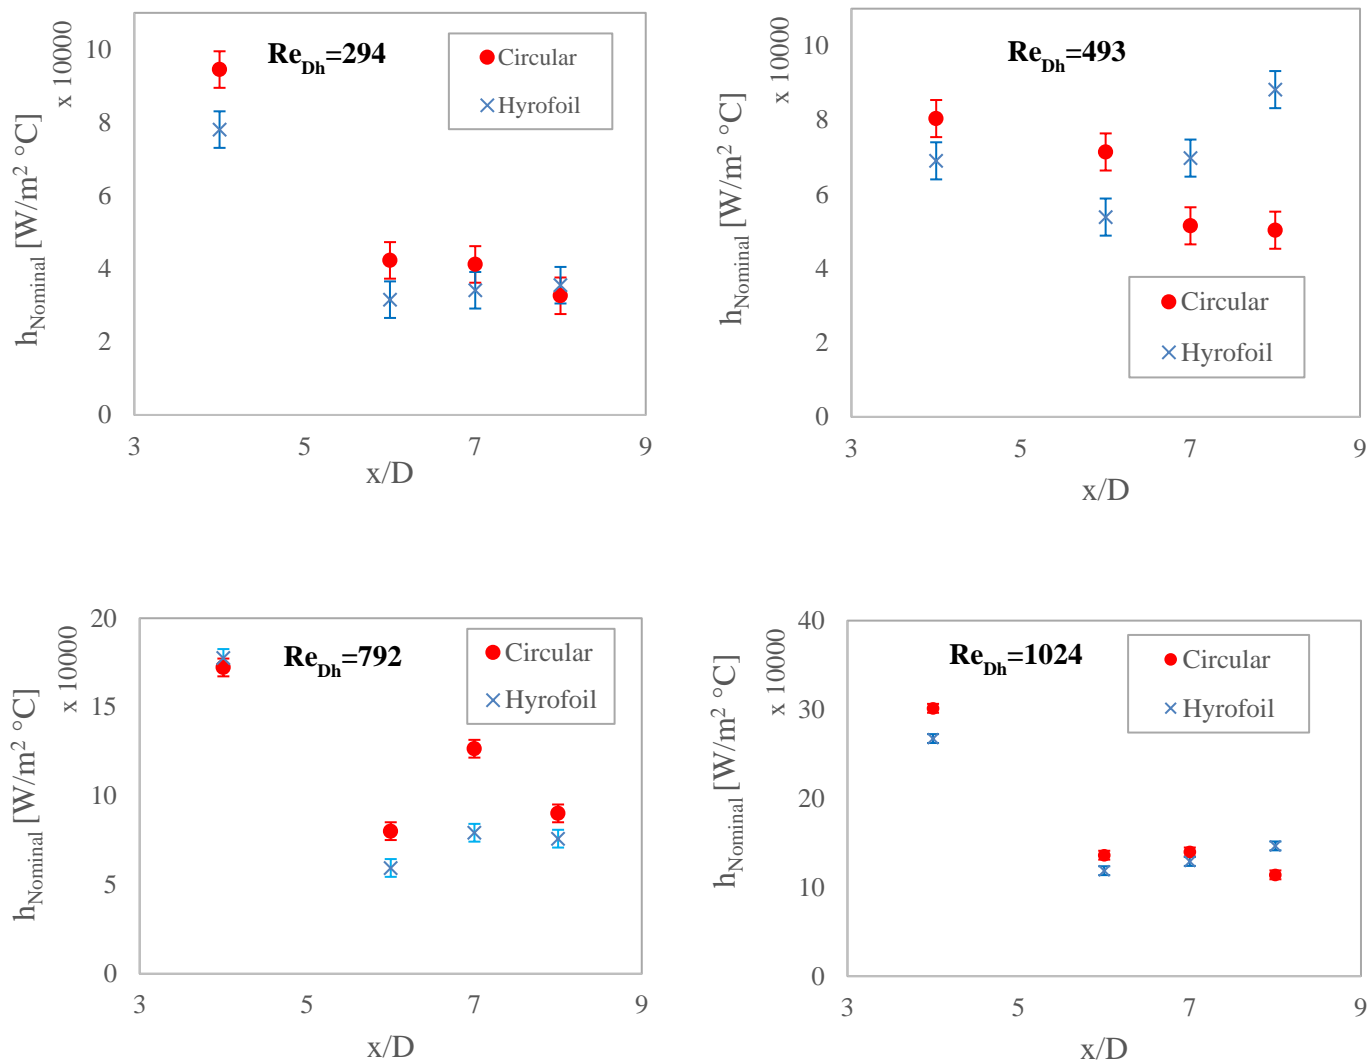 Re_Dh=294
Circular
Hyrofoil
h_Nominal [W/m² °C]
x 10000
10
8
6
4
2
0
3 5 7 9
x/D
Re_Dh=493
Circular
Hyrofoil
h_Nominal [W/m² °C]
x 10000
10
8
6
4
2
0
3 5 7 9
x/D
Re_Dh=792
Circular
Hyrofoil
h_Nominal [W/m² °C]
x 10000
20
15
10
5
0
3 5 7 9
x/D
Re_Dh=1024
Circular
Hyrofoil
h_Nominal [W/m² °C]
x 10000
40
30
20
10
0
3 5 7 9
x/D